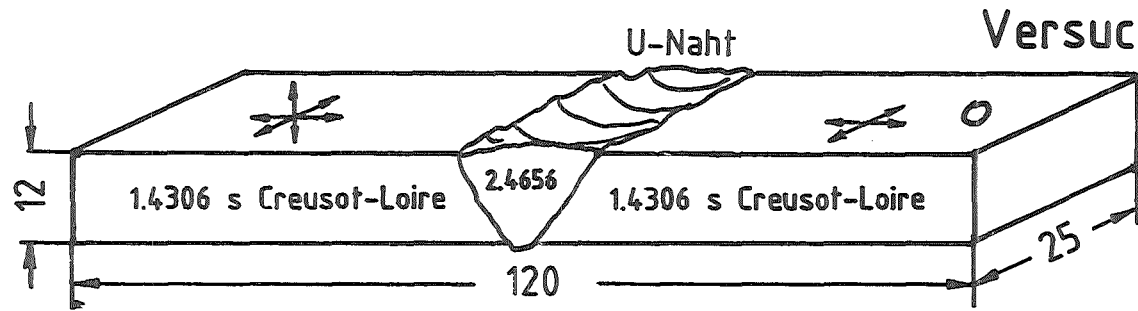 Versuc
U-Naht
12
1.4306 s Creusot-Loire
2.4656
1.4306 s Creusot-Loire
25
120